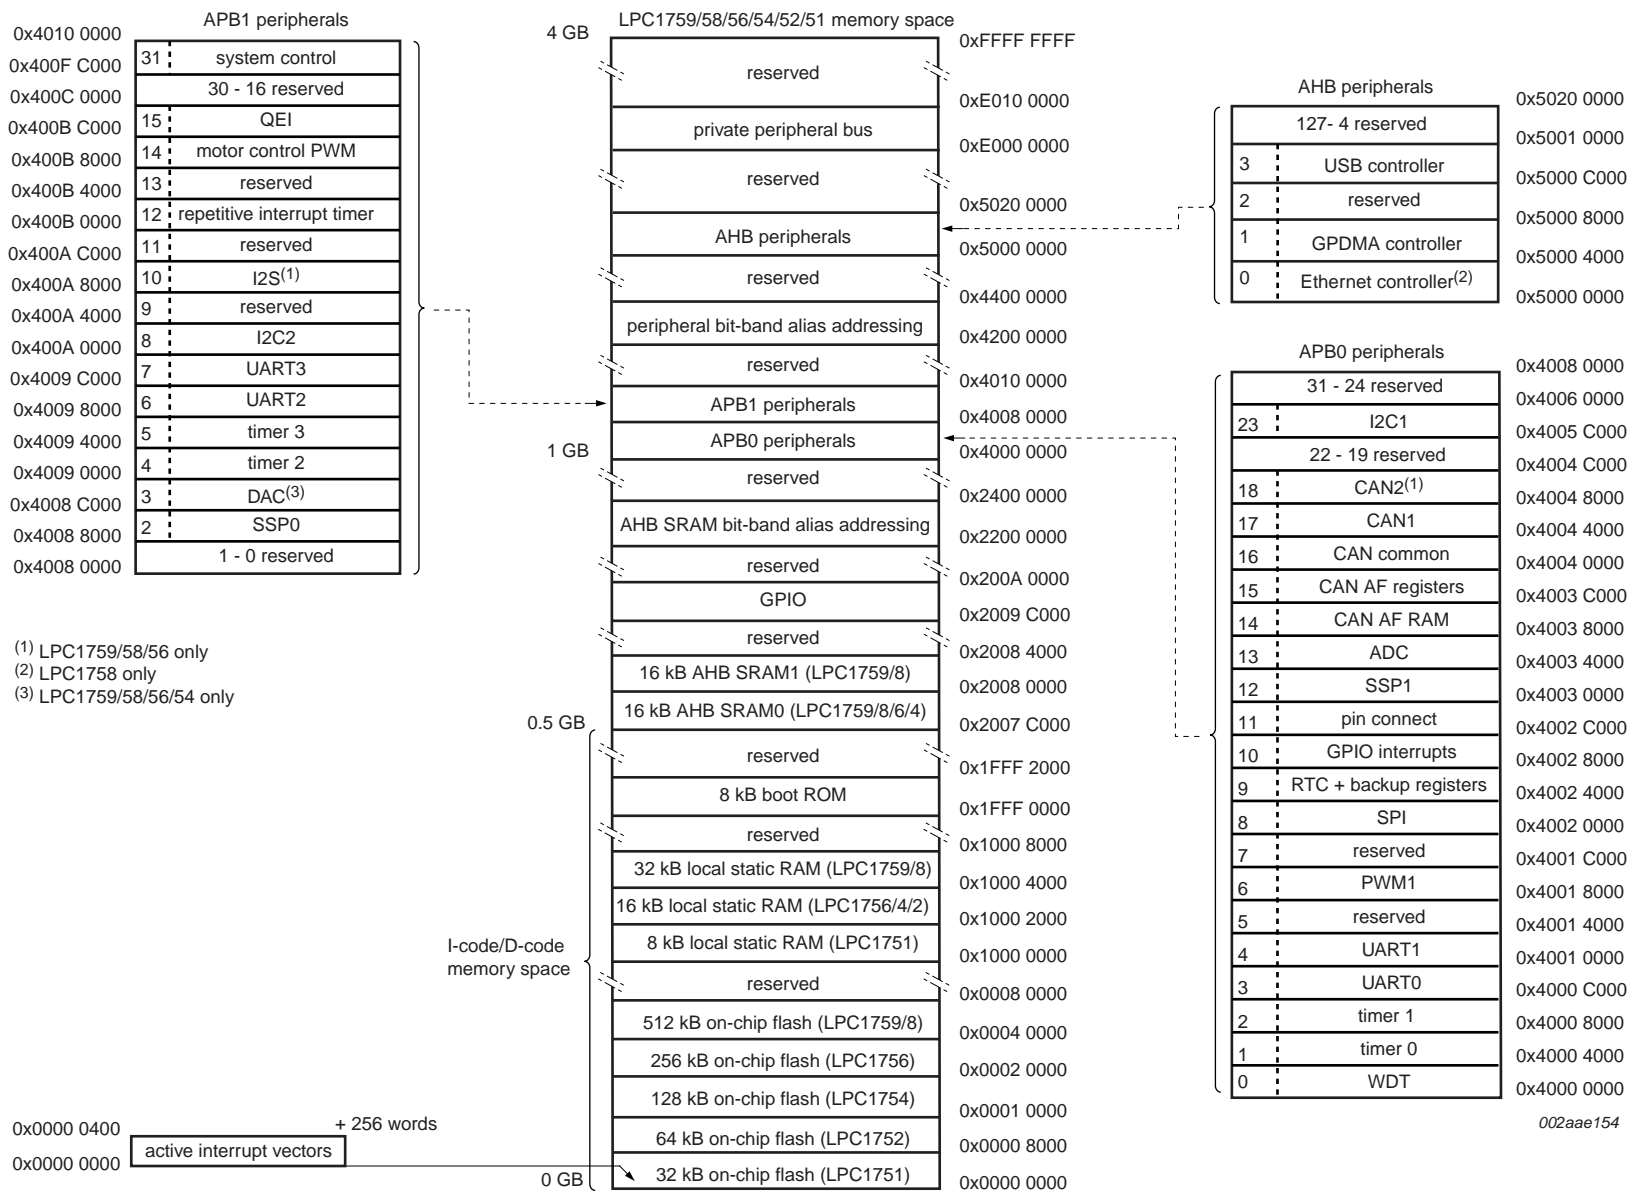 APB1 peripherals
0x4010 0000
31 system control
0x400F C000
30 - 16 reserved
0x400C 0000
15 QEI
0x400B C000
14 motor control PWM
0x400B 8000
13 reserved
0x400B 4000
12 repetitive interrupt timer
0x400B 0000
11 reserved
0x400A C000
10 I2S(1)
0x400A 8000
9 reserved
0x400A 4000
8 I2C2
0x400A 0000
7 UART3
0x4009 C000
6 UART2
0x4009 8000
5 timer 3
0x4009 4000
4 timer 2
0x4009 0000
3 DAC(3)
0x4008 C000
2 SSP0
0x4008 8000
1 - 0 reserved
0x4008 0000
(1) LPC1759/58/56 only
(2) LPC1758 only
(3) LPC1759/58/56/54 only
+ 256 words
0x0000 0400
active interrupt vectors
0x0000 0000
LPC1759/58/56/54/52/51 memory space
4 GB
0xFFFF FFFF
reserved
0xE010 0000
private peripheral bus
0xE000 0000
reserved
0x5020 0000
AHB peripherals
0x5000 0000
reserved
0x4400 0000
peripheral bit-band alias addressing
0x4200 0000
reserved
0x4010 0000
APB1 peripherals
0x4008 0000
APB0 peripherals
1 GB
0x4000 0000
reserved
0x2400 0000
AHB SRAM bit-band alias addressing
0x2200 0000
reserved
0x200A 0000
GPIO
0x2009 C000
reserved
0x2008 4000
16 kB AHB SRAM1 (LPC1759/8)
0x2008 0000
16 kB AHB SRAM0 (LPC1759/8/6/4)
0.5 GB
0x2007 C000
reserved
0x1FFF 2000
8 kB boot ROM
0x1FFF 0000
reserved
0x1000 8000
32 kB local static RAM (LPC1759/8)
0x1000 4000
16 kB local static RAM (LPC1756/4/2)
0x1000 2000
8 kB local static RAM (LPC1751)
0x1000 0000
I-code/D-code
memory space
reserved
0x0008 0000
512 kB on-chip flash (LPC1759/8)
0x0004 0000
256 kB on-chip flash (LPC1756)
0x0002 0000
128 kB on-chip flash (LPC1754)
0x0001 0000
64 kB on-chip flash (LPC1752)
0x0000 8000
32 kB on-chip flash (LPC1751)
0 GB
0x0000 0000
AHB peripherals
0x5020 0000
127- 4 reserved
0x5001 0000
3 USB controller
0x5000 C000
2 reserved
0x5000 8000
1 GPDMA controller
0x5000 4000
0 Ethernet controller(2)
0x5000 0000
APB0 peripherals
0x4008 0000
31 - 24 reserved
0x4006 0000
23 I2C1
0x4005 C000
22 - 19 reserved
0x4004 C000
18 CAN2(1)
0x4004 8000
17 CAN1
0x4004 4000
16 CAN common
0x4004 0000
15 CAN AF registers
0x4003 C000
14 CAN AF RAM
0x4003 8000
13 ADC
0x4003 4000
12 SSP1
0x4003 0000
11 pin connect
0x4002 C000
10 GPIO interrupts
0x4002 8000
9 RTC + backup registers
0x4002 4000
8 SPI
0x4002 0000
7 reserved
0x4001 C000
6 PWM1
0x4001 8000
5 reserved
0x4001 4000
4 UART1
0x4001 0000
3 UART0
0x4000 C000
2 timer 1
0x4000 8000
1 timer 0
0x4000 4000
0 WDT
0x4000 0000
002aae154